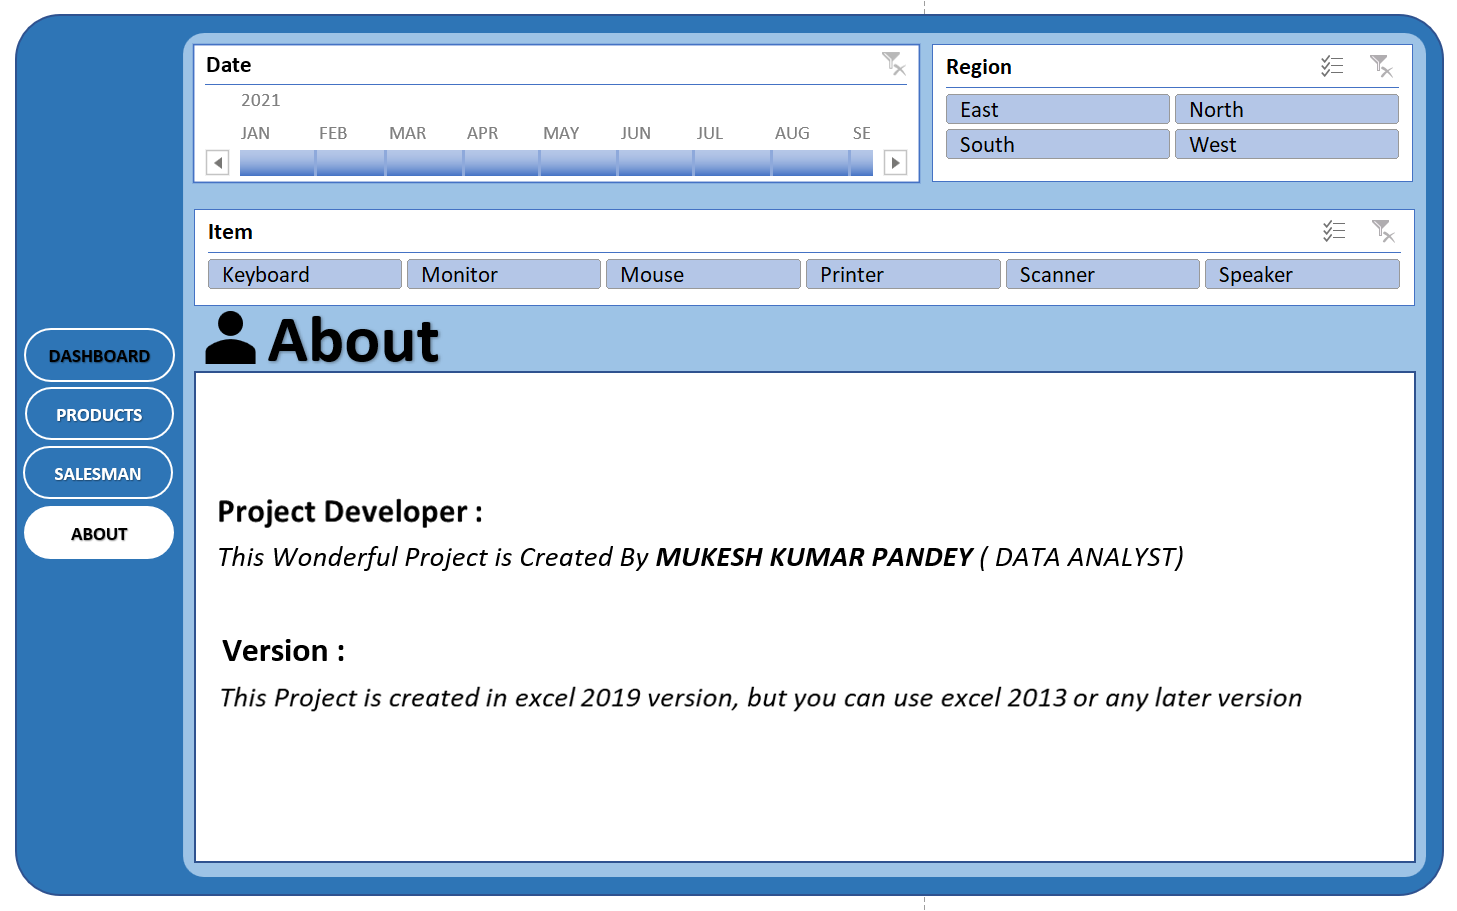 Date
2021
JAN FEB MAR APR MAY JUN JUL AUG SE
Region
East North
South West
Item
Keyboard Monitor Mouse Printer Scanner Speaker
About
DASHBOARD
PRODUCTS
SALESMAN
ABOUT
Project Developer :
This Wonderful Project is Created By MUKESH KUMAR PANDEY ( DATA ANALYST)
Version :
This Project is created in excel 2019 version, but you can use excel 2013 or any later version